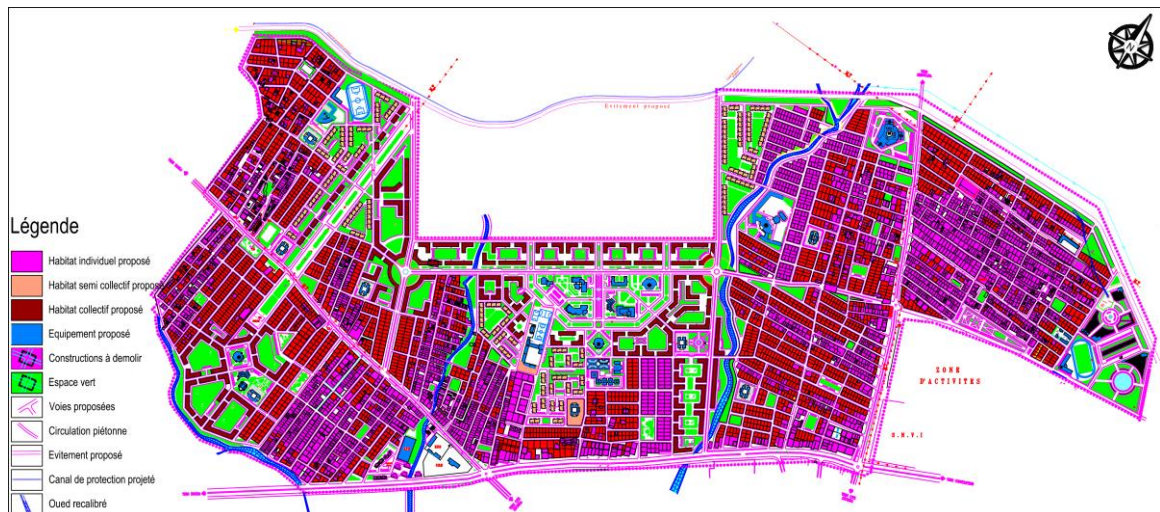 N
Evitement proposé
Légende
Habitat individuel proposé
Habitat semi collectif proposé
Habitat collectif proposé
Equipement proposé
Constructions à demolir
Espace vert
Voies proposées
Circulation piétonne
Evitement proposé
Canal de protection projeté
Oued recalibré
ZONE
D'ACTIVITES
S.N.V.I